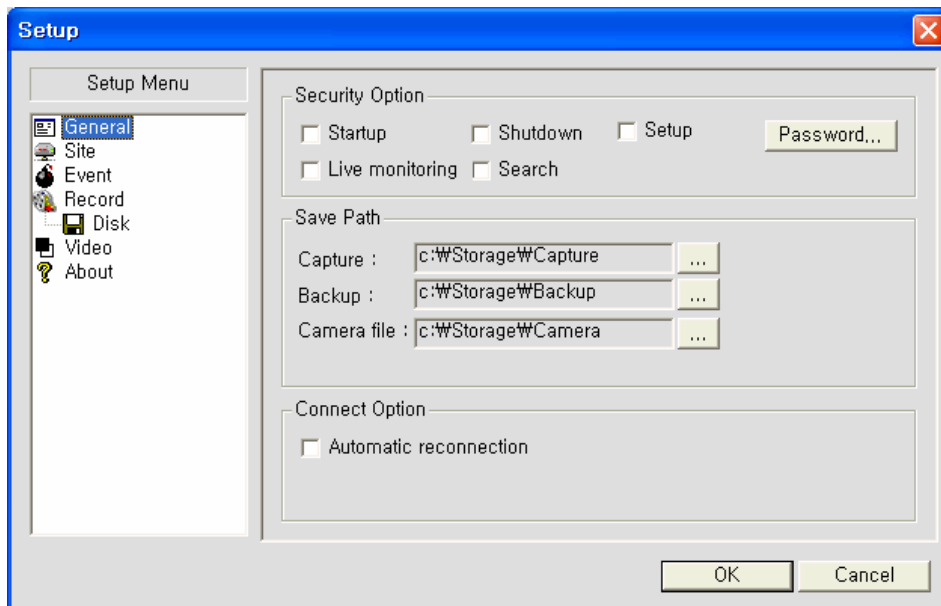 Setup
Setup Menu
General
Site
Event
Record
Disk
Video
About
Security Option
Startup Shutdown Setup Password...
Live monitoring Search
Save Path
Capture : c:₩Storage₩Capture ...
Backup : c:₩Storage₩Backup ...
Camera file : c:₩Storage₩Camera ...
Connect Option
Automatic reconnection
OK Cancel